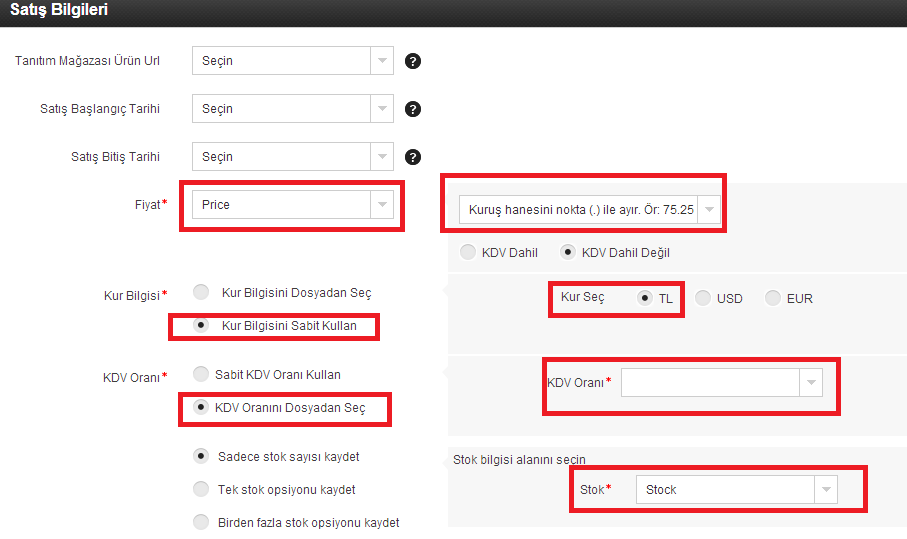 Satış Bilgileri
Tanıtım Mağazası Ürün Url Seçin ?
Satış Başlangıç Tarihi Seçin ?
Satış Bitiş Tarihi Seçin ?
Fiyat* Price Kuruş hanesini nokta (.) ile ayır. Ör: 75.25
KDV Dahil KDV Dahil Değil
Kur Bilgisi* Kur Bilgisini Dosyadan Seç Kur Seç TL USD EUR
Kur Bilgisini Sabit Kullan
KDV Oranı* Sabit KDV Oranı Kullan KDV Oranı*
KDV Oranını Dosyadan Seç
Sadece stok sayısı kaydet Stok bilgisi alanını seçin
Tek stok opsiyonu kaydet Stok* Stock
Birden fazla stok opsiyonu kaydet